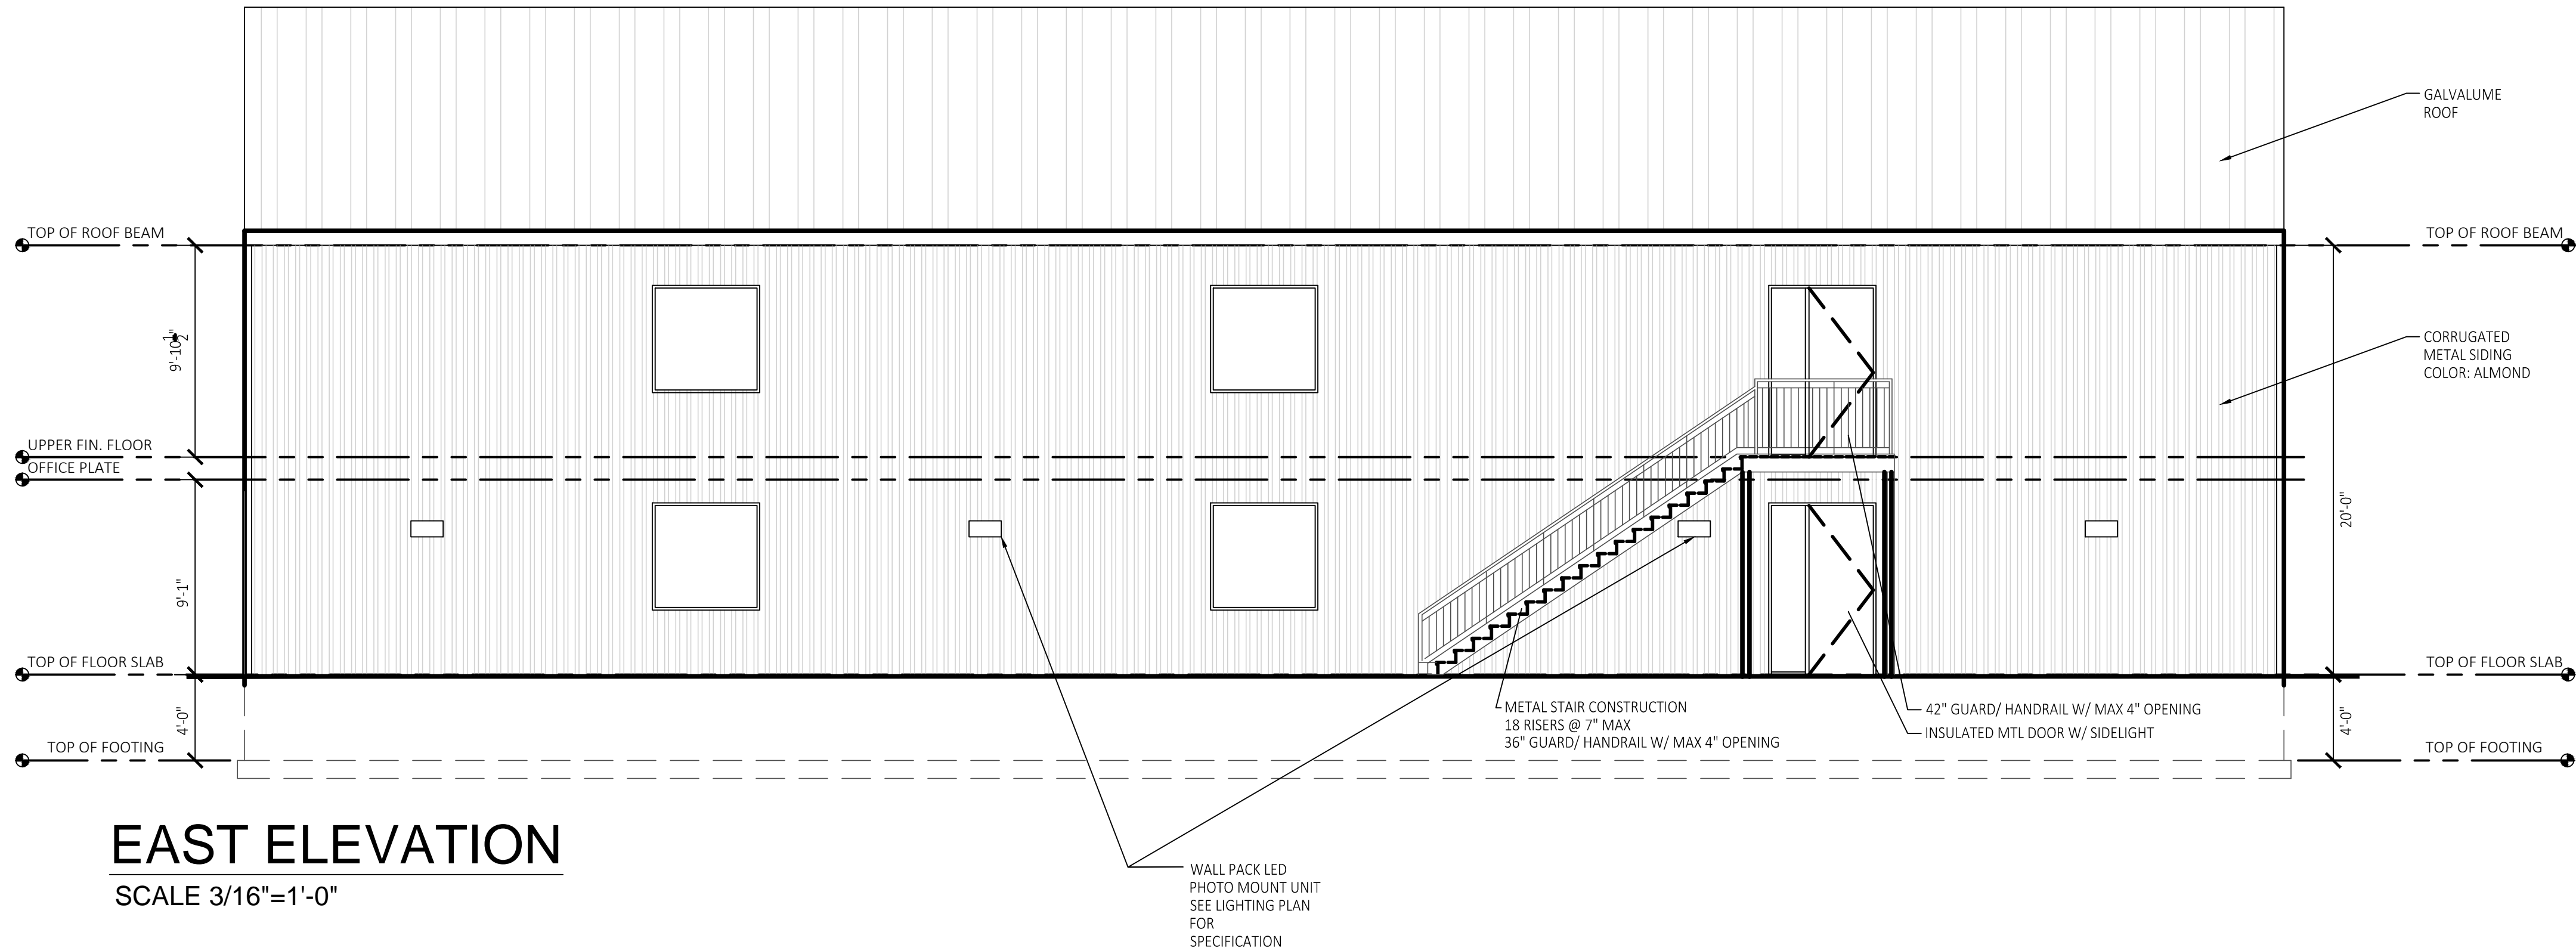 GALVALUME
ROOF
TOP OF ROOF BEAM
TOP OF ROOF BEAM
9'-10 1/2"
CORRUGATED
METAL SIDING
COLOR: ALMOND
UPPER FIN. FLOOR
OFFICE PLATE
20'-0"
9'-1"
TOP OF FLOOR SLAB
TOP OF FLOOR SLAB
4'-0"
METAL STAIR CONSTRUCTION
18 RISERS @ 7" MAX
36" GUARD/ HANDRAIL W/ MAX 4" OPENING
42" GUARD/ HANDRAIL W/ MAX 4" OPENING
INSULATED MTL DOOR W/ SIDELIGHT
4'-0"
TOP OF FOOTING
TOP OF FOOTING
EAST ELEVATION
SCALE 3/16"=1'-0"
WALL PACK LED
PHOTO MOUNT UNIT
SEE LIGHTING PLAN
FOR
SPECIFICATION